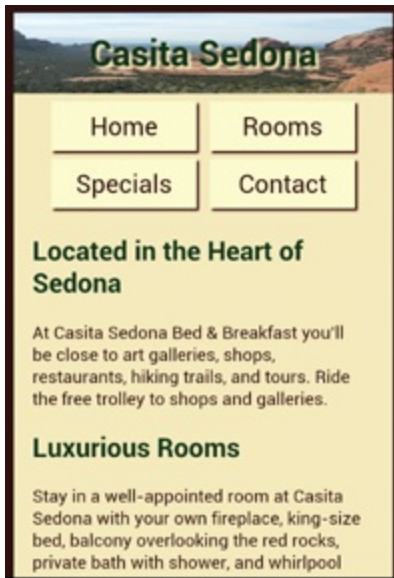 Casita Sedona
Home
Rooms
Specials
Contact
Located in the Heart of
Sedona
At Casita Sedona Bed & Breakfast you'll
be close to art galleries, shops,
restaurants, hiking trails, and tours. Ride
the free trolley to shops and galleries.
Luxurious Rooms
Stay in a well-appointed room at Casita
Sedona with your own fireplace, king-size
bed, balcony overlooking the red rocks,
private bath with shower, and whirlpool